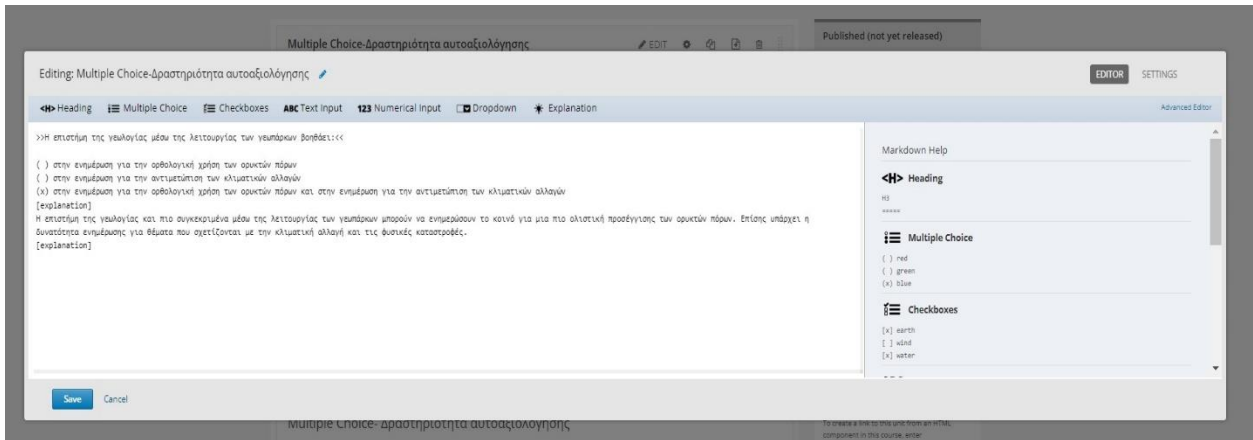 Multiple Choice-Δραστηριότητα αυτοαξιολόγησης
EDIT
Published (not yet released)
Editing: Multiple Choice-Δραστηριότητα αυτοαξιολόγησης
EDITOR
SETTINGS
<H> Heading
Multiple Choice
Checkboxes
ABC Text Input
123 Numerical Input
Dropdown
Explanation
Advanced Editor
>>Η επιστήμη της γεωλογίας μέσω της λειτουργίας των γεωπάρκων βοηθάει:<<
( ) στην ενημέρωση για την ορθολογική χρήση των ορυκτών πόρων
( ) στην ενημέρωση για την αντιμετώπιση των κλιματικών αλλαγών
(x) στην ενημέρωση για την ορθολογική χρήση των ορυκτών πόρων και στην ενημέρωση για την αντιμετώπιση των κλιματικών αλλαγών
[explanation]
Η επιστήμη της γεωλογίας και πιο συγκεκριμένα μέσω της λειτουργίας των γεωπάρκων μπορούν να ενημερώσουν το κοινό για μια πιο ολιστική προσέγγισης των ορυκτών πόρων. Επίσης υπάρχει η
δυνατότητα ενημέρωσης για θέματα που σχετίζονται με την κλιματική αλλαγή και τις φυσικές καταστροφές.
[explanation]
Markdown Help
<H> Heading
H3
=====
Multiple Choice
( ) red
( ) green
(x) blue
Checkboxes
[x] earth
[ ] wind
[x] water
Save
Cancel
Multiple Choice- Δραστηριότητα αυτοαξιολόγησης
To create a link to this unit from an HTML
component in this course, enter